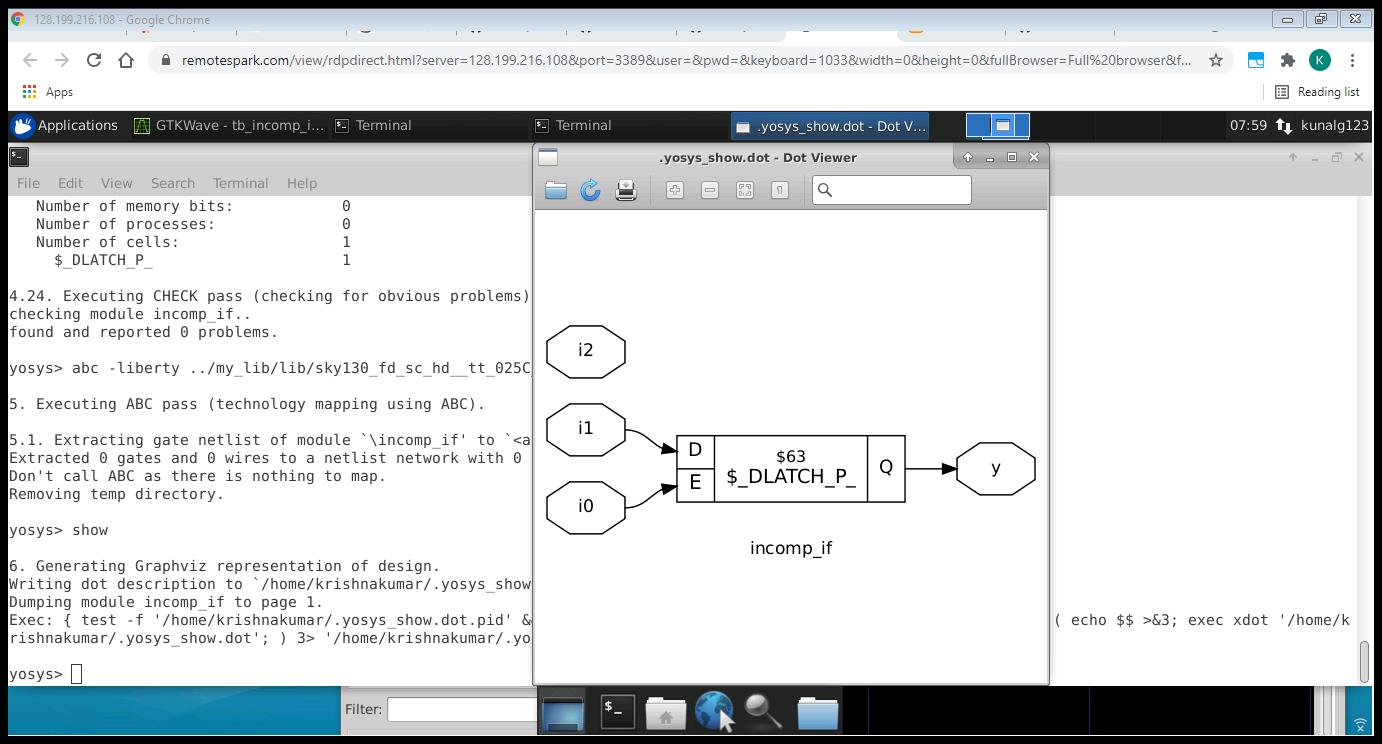 128.199.216.108 - Google Chrome
remotespark.com/view/rdpdirect.html?server=128.199.216.108&port=3389&user=&pwd=&keyboard=1033&width=0&height=0&fullBrowser=Full%20browser&f...
K
Apps
Reading list
Applications
GTKWave - tb_incomp_i...
Terminal
Terminal
.yosys_show.dot - Dot V...
07:59
kunalg123
.yosys_show.dot - Dot Viewer
File Edit View Search Terminal Help
Number of memory bits: 0
Number of processes: 0
Number of cells: 1
$_DLATCH_P_ 1
4.24. Executing CHECK pass (checking for obvious problems)
checking module incomp_if..
found and reported 0 problems.
yosys> abc -liberty ../my_lib/lib/sky130_fd_sc_hd__tt_025C_
5. Executing ABC pass (technology mapping using ABC).
5.1. Extracting gate netlist of module `\incomp_if' to `<a
Extracted 0 gates and 0 wires to a netlist network with 0
Don't call ABC as there is nothing to map.
Removing temp directory.
yosys> show
6. Generating Graphviz representation of design.
Writing dot description to `/home/krishnakumar/.yosys_show
Dumping module incomp_if to page 1.
Exec: { test -f '/home/krishnakumar/.yosys_show.dot.pid' &
( echo $$ >&3; exec xdot '/home/k
rishnakumar/.yosys_show.dot'; ) 3> '/home/krishnakumar/.yo
yosys>
i2
i1
i0
D
E
$63
$_DLATCH_P_
Q
y
incomp_if
Filter: